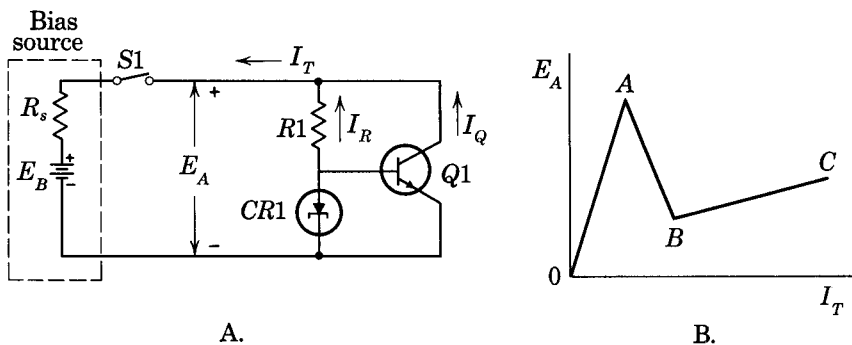 Bias
source
S1
I_T
+
R_s
R1
I_R
I_Q
+
E_B
-
E_A
Q1
CR1
-
A.
E_A
A
C
B
0
I_T
B.